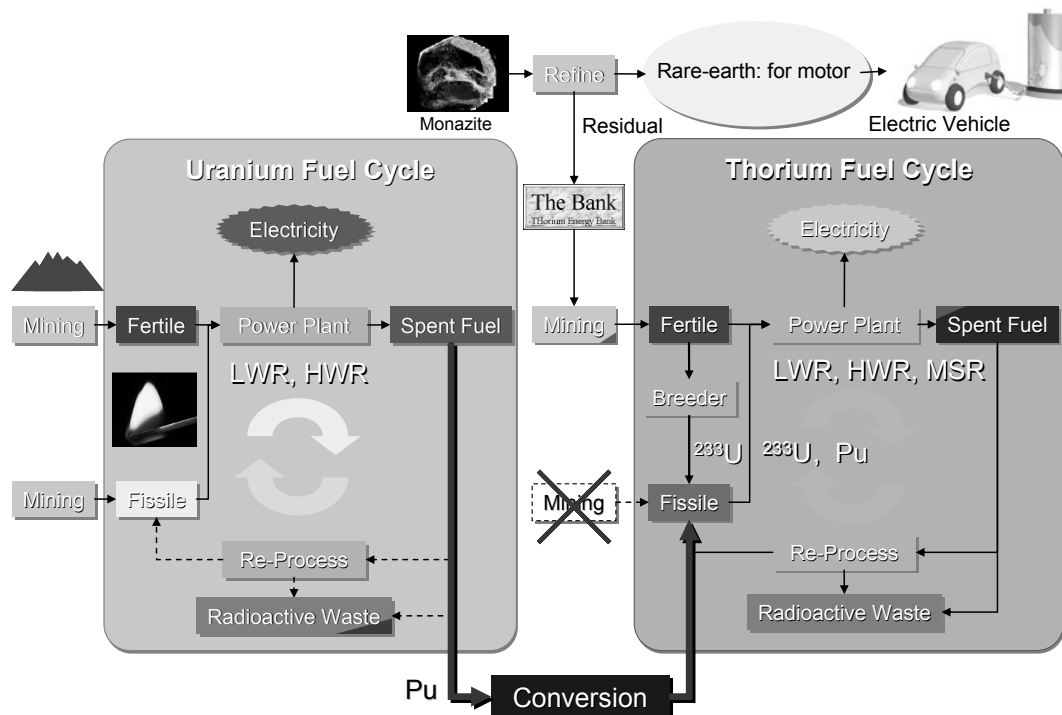 Monazite
Refine
Rare-earth: for motor
Electric Vehicle
Residual
The Bank
THorium Energy Bank
Uranium Fuel Cycle
Electricity
Mining
Fertile
Power Plant
Spent Fuel
LWR, HWR
Mining
Fissile
Re-Process
Radioactive Waste
Thorium Fuel Cycle
Electricity
Mining
Fertile
Power Plant
Spent Fuel
LWR, HWR, MSR
Breeder
²³³U
²³³U, Pu
Mining
Fissile
Re-Process
Radioactive Waste
Pu
Conversion